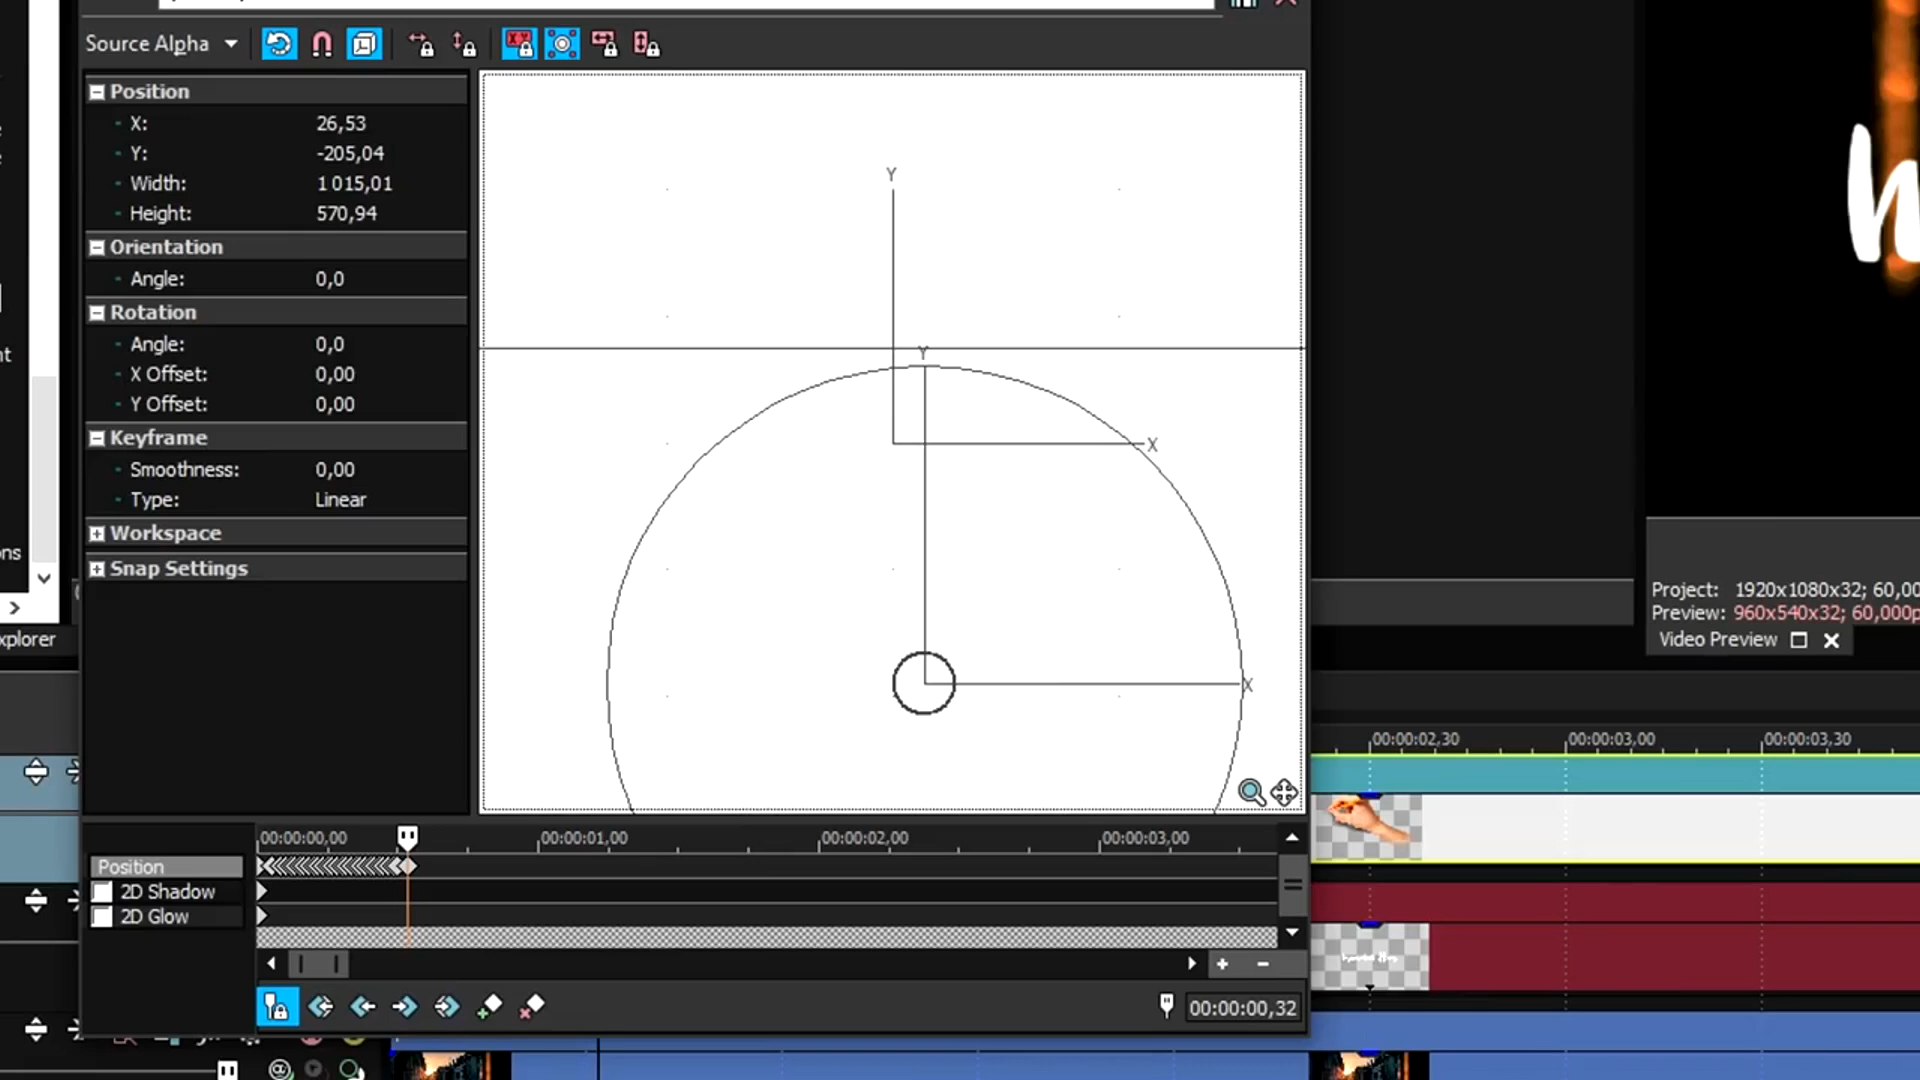 Source Alpha
Position
X: 26,53
Y: -205,04
Width: 1 015,01
Height: 570,94
Orientation
Angle: 0,0
Rotation
Angle: 0,0
X Offset: 0,00
Y Offset: 0,00
Keyframe
Smoothness: 0,00
Type: Linear
Workspace
Snap Settings
Y
X
Y
X
Project: 1920x1080x32; 60,00
Preview: 960x540x32; 60,000p
Video Preview
xplorer
00:00:02,30 00:00:03,00 00:00:03,30
00:00:00,00 00:00:01,00 00:00:02,00 00:00:03,00
Position
2D Shadow
2D Glow
00:00:00,32